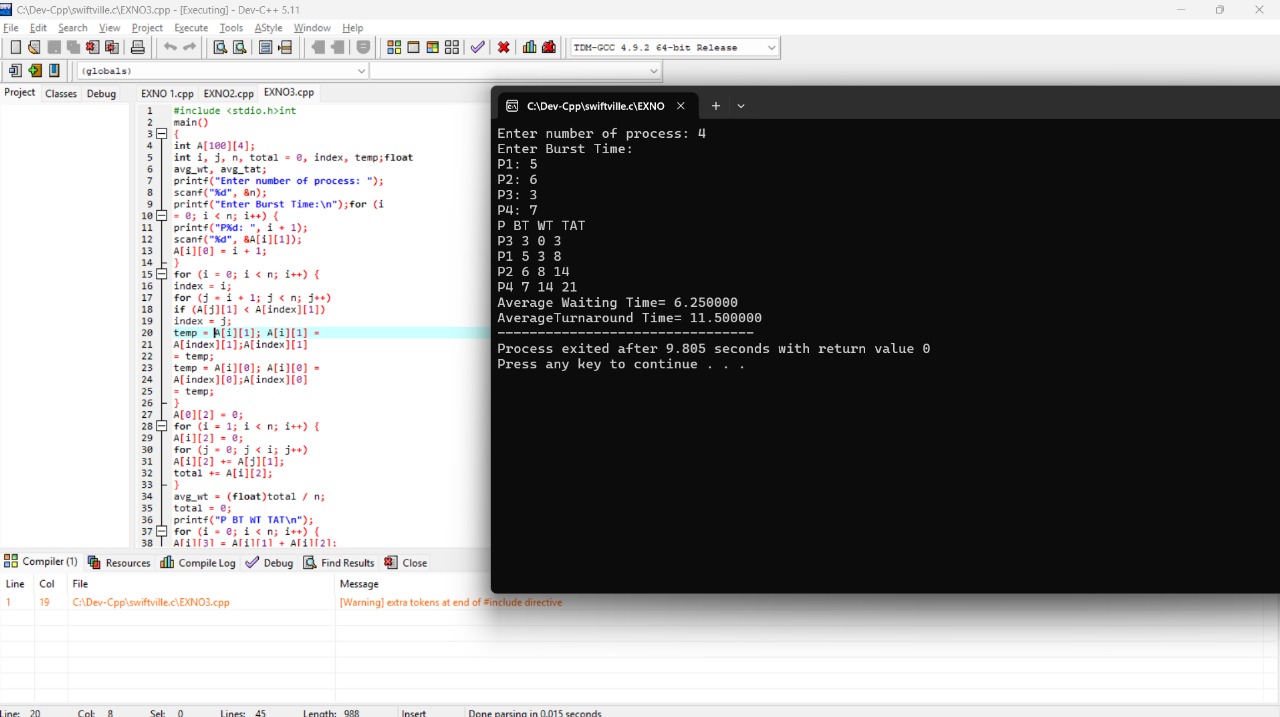 C:\Dev-Cpp\swiftville.c\EXNO3.cpp - [Executing] - Dev-C++ 5.11
File Edit Search View Project Execute Tools AStyle Window Help
TDM-GCC 4.9.2 64-bit Release
(globals)
Project Classes Debug
EXNO 1.cpp EXNO2.cpp EXNO3.cpp
1 #include <stdio.h>int
2 main()
3 {
4 int A[100][4];
5 int i, j, n, total = 0, index, temp;float
6 avg_wt, avg_tat;
7 printf("Enter number of process: ");
8 scanf("%d", &n);
9 printf("Enter Burst Time:\n");for (i
10 = 0; i < n; i++) {
11 printf("P%d: ", i + 1);
12 scanf("%d", &A[i][1]);
13 A[i][0] = i + 1;
14 }
15 for (i = 0; i < n; i++) {
16 index = i;
17 for (j = i + 1; j < n; j++)
18 if (A[j][1] < A[index][1])
19 index = j;
20 temp = A[i][1]; A[i][1] =
21 A[index][1];A[index][1]
22 = temp;
23 temp = A[i][0]; A[i][0] =
24 A[index][0];A[index][0]
25 = temp;
26 }
27 A[0][2] = 0;
28 for (i = 1; i < n; i++) {
29 A[i][2] = 0;
30 for (j = 0; j < i; j++)
31 A[i][2] += A[j][1];
32 total += A[i][2];
33 }
34 avg_wt = (float)total / n;
35 total = 0;
36 printf("P BT WT TAT\n");
37 for (i = 0; i < n; i++) {
38 A[i][3] = A[i][1] + A[i][2];
C:\Dev-Cpp\swiftville.c\EXNO
Enter number of process: 4
Enter Burst Time:
P1: 5
P2: 6
P3: 3
P4: 7
P BT WT TAT
P3 3 0 3
P1 5 3 8
P2 6 8 14
P4 7 14 21
Average Waiting Time= 6.250000
AverageTurnaround Time= 11.500000
--------------------------------
Process exited after 9.805 seconds with return value 0
Press any key to continue . . .
Compiler (1) Resources Compile Log Debug Find Results Close
Line Col File Message
1 19 C:\Dev-Cpp\swiftville.c\EXNO3.cpp [Warning] extra tokens at end of #include directive
Line: 20 Col: 8 Sel: 0 Lines: 45 Length: 988 Insert Done parsing in 0.015 seconds